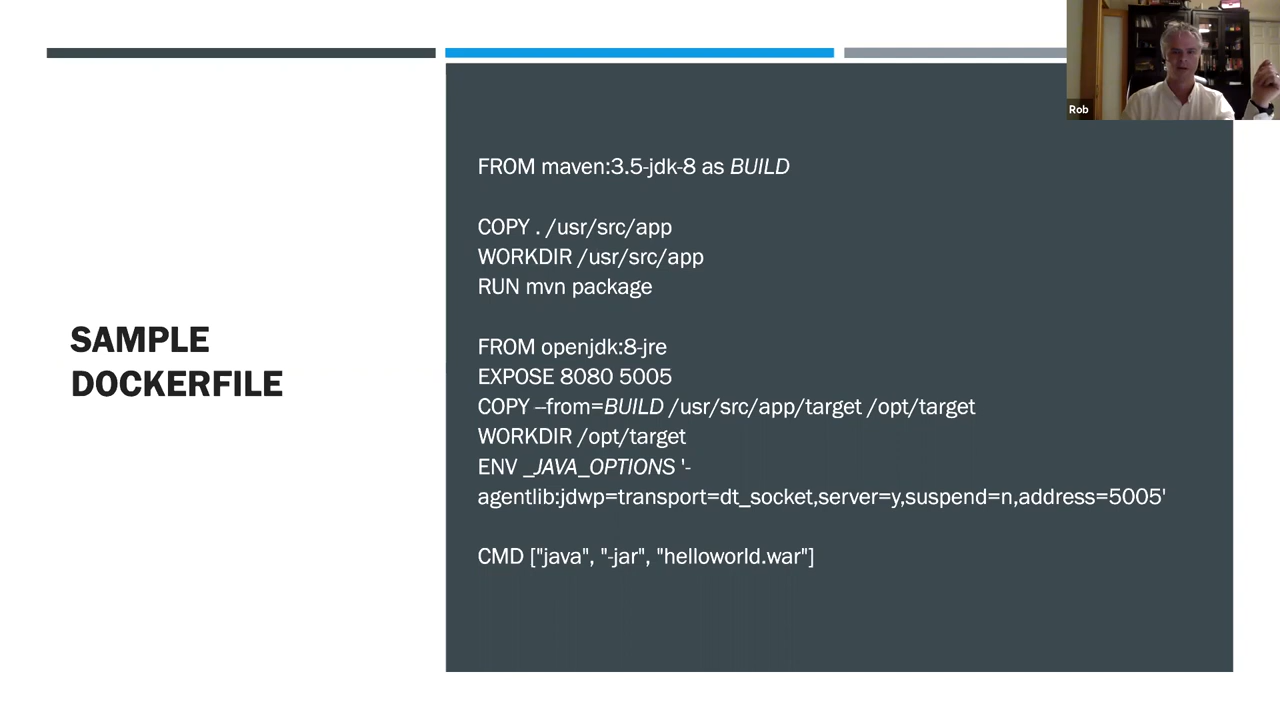 Rob
FROM maven:3.5-jdk-8 as BUILD
COPY . /usr/src/app
WORKDIR /usr/src/app
RUN mvn package
SAMPLE
DOCKERFILE
FROM openjdk:8-jre
EXPOSE 8080 5005
COPY --from=BUILD /usr/src/app/target /opt/target
WORKDIR /opt/target
ENV _JAVA_OPTIONS '-
agentlib:jdwp=transport=dt_socket,server=y,suspend=n,address=5005'
CMD ["java", "-jar", "helloworld.war"]